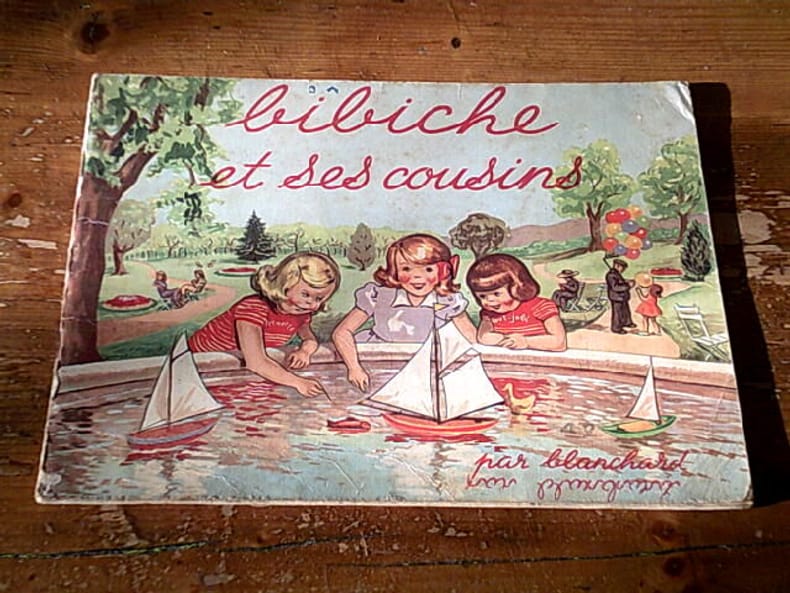 bibiche
et ses cousins
par blanchard